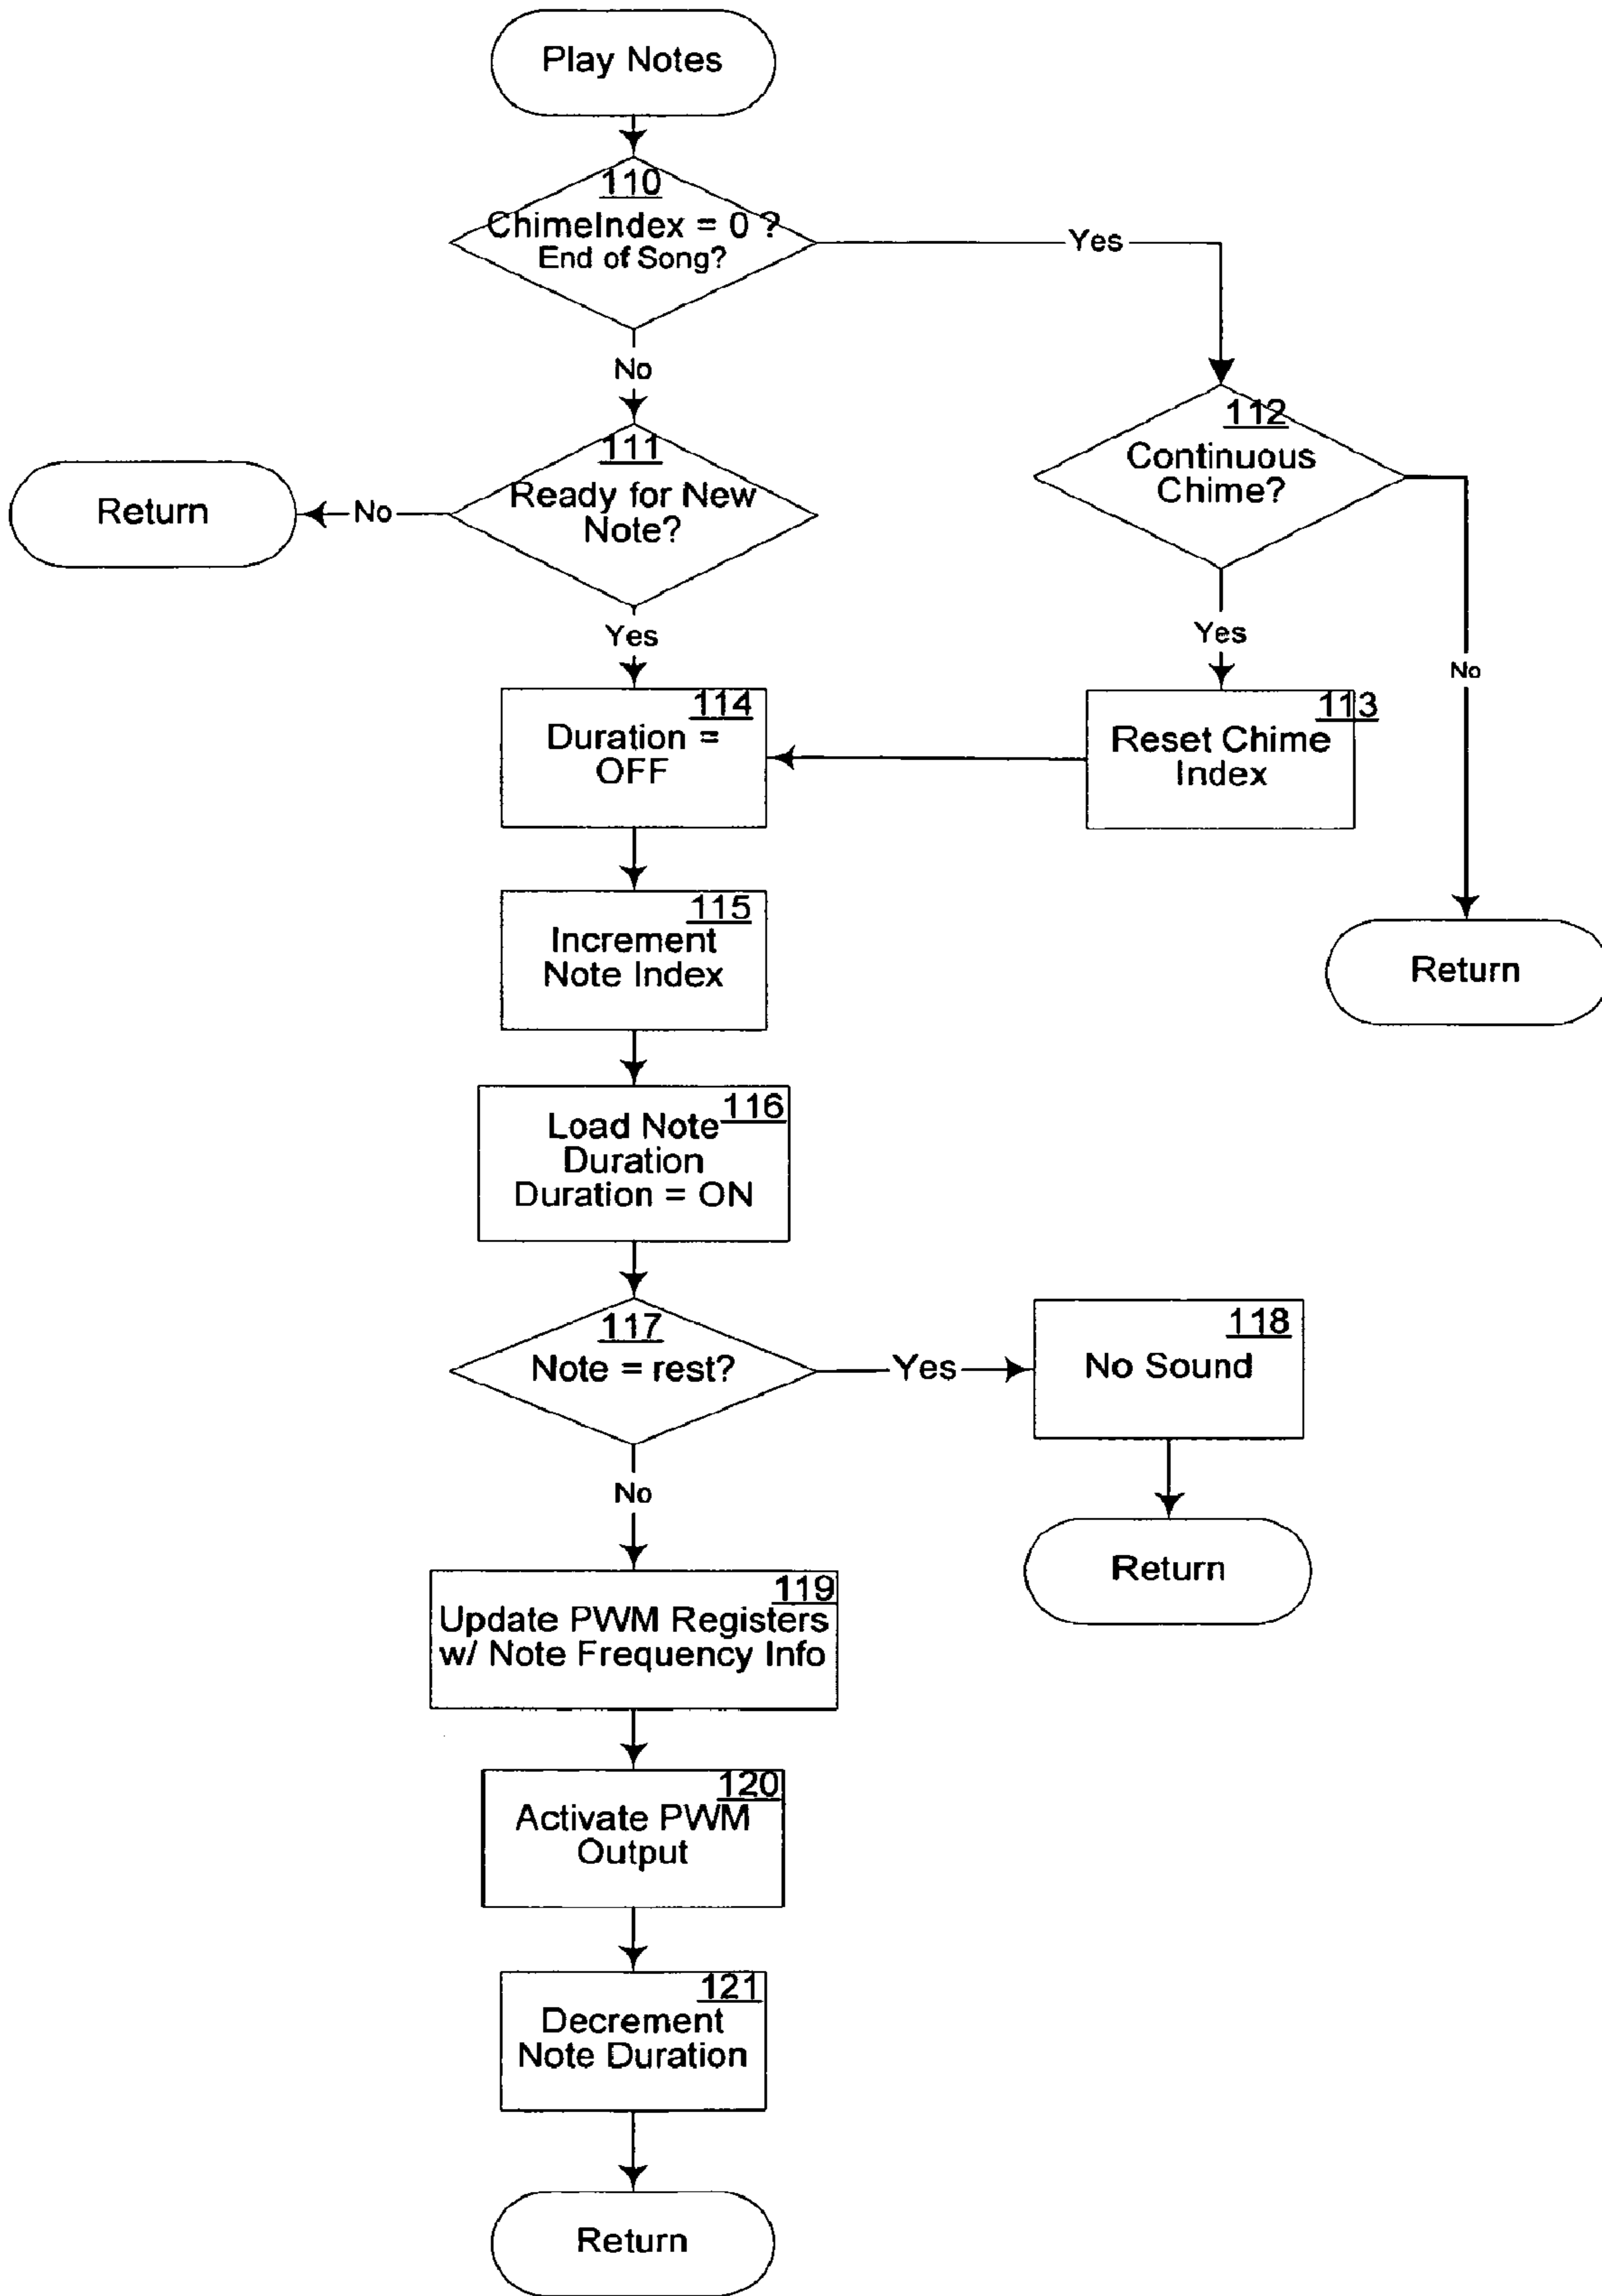 Play Notes
110
ChimeIndex = 0 ?
End of Song?
Yes
No
112
Continuous
Chime?
111
Ready for New
Note?
No
Return
Yes
Yes
No
114
Duration =
OFF
113
Reset Chime
Index
115
Increment
Note Index
Return
116
Load Note
Duration
Duration = ON
117
Note = rest?
Yes
118
No Sound
No
Return
119
Update PWM Registers
w/ Note Frequency Info
120
Activate PWM
Output
121
Decrement
Note Duration
Return